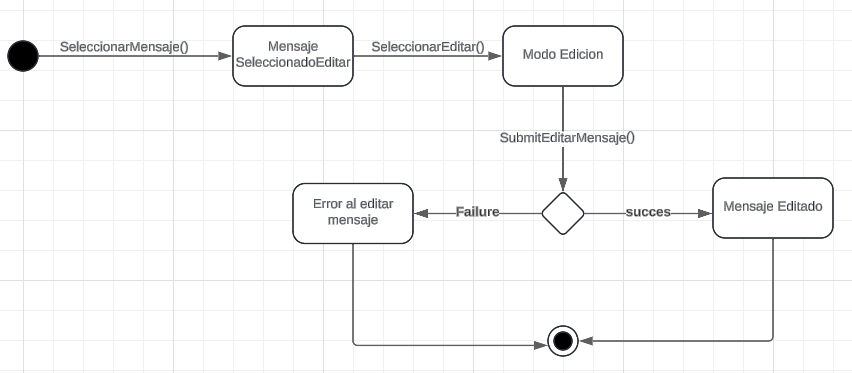 SeleccionarMensaje()
Mensaje
SeleccionadoEditar
SeleccionarEditar()
Modo Edicion
SubmitEditarMensaje()
Error al editar
mensaje
Failure
succes
Mensaje Editado